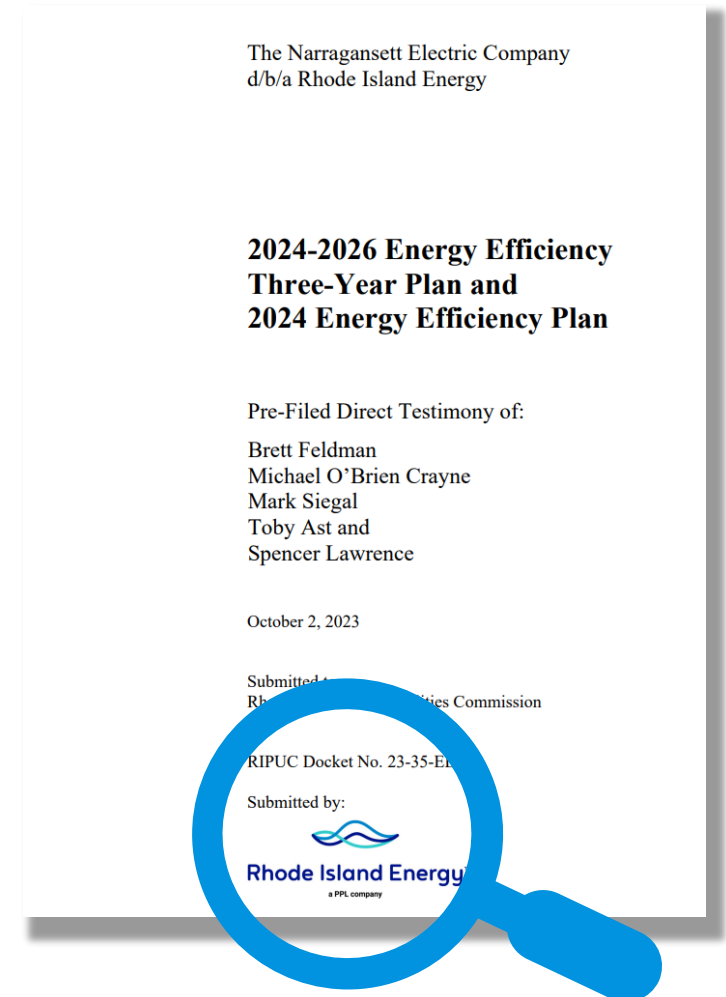 The Narragansett Electric Company
d/b/a Rhode Island Energy
2024-2026 Energy Efficiency
Three-Year Plan and
2024 Energy Efficiency Plan
Pre-Filed Direct Testimony of:
Brett Feldman
Michael O’Brien Crayne
Mark Siegal
Toby Ast and
Spencer Lawrence
October 2, 2023
Submitted
Commission
RIPUC Docket No. 23-35-E
Submitted by:
Rhode Island Energy
a PPL company